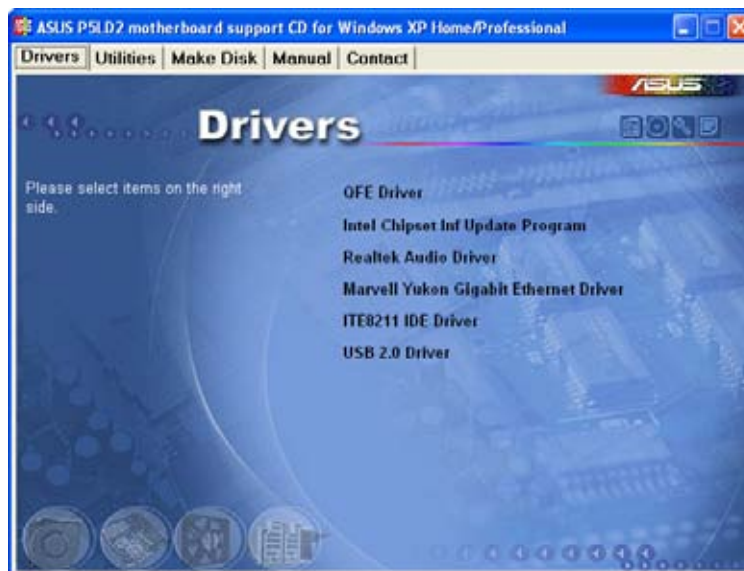 ASUS P5LD2 motherboard support CD for Windows XP Home/Professional
Drivers Utilities Make Disk Manual Contact
ASUS
Drivers
Please select items on the right
side.
OFE Driver
Intel Chipset Inf Update Program
Realtek Audio Driver
Marvell Yukon Gigabit Ethernet Driver
ITE8211 IDE Driver
USB 2.0 Driver